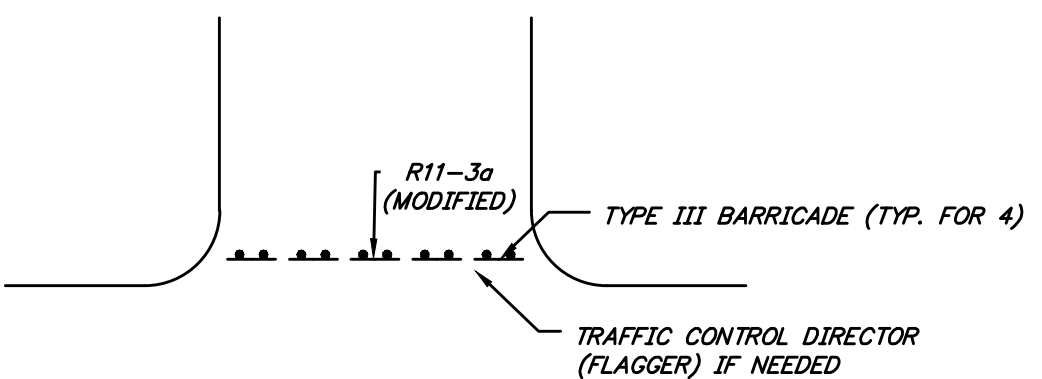 R11-3a
(MODIFIED)
TYPE III BARRICADE (TYP. FOR 4)
TRAFFIC CONTROL DIRECTOR
(FLAGGER) IF NEEDED